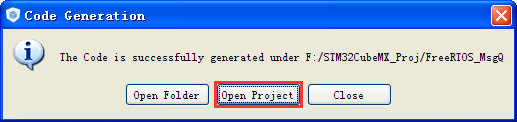 Code Generation
The Code is successfully generated under F:/STM32CubeMX_Proj/FreeRTOS_MsgQ
Open Folder
Open Project
Close